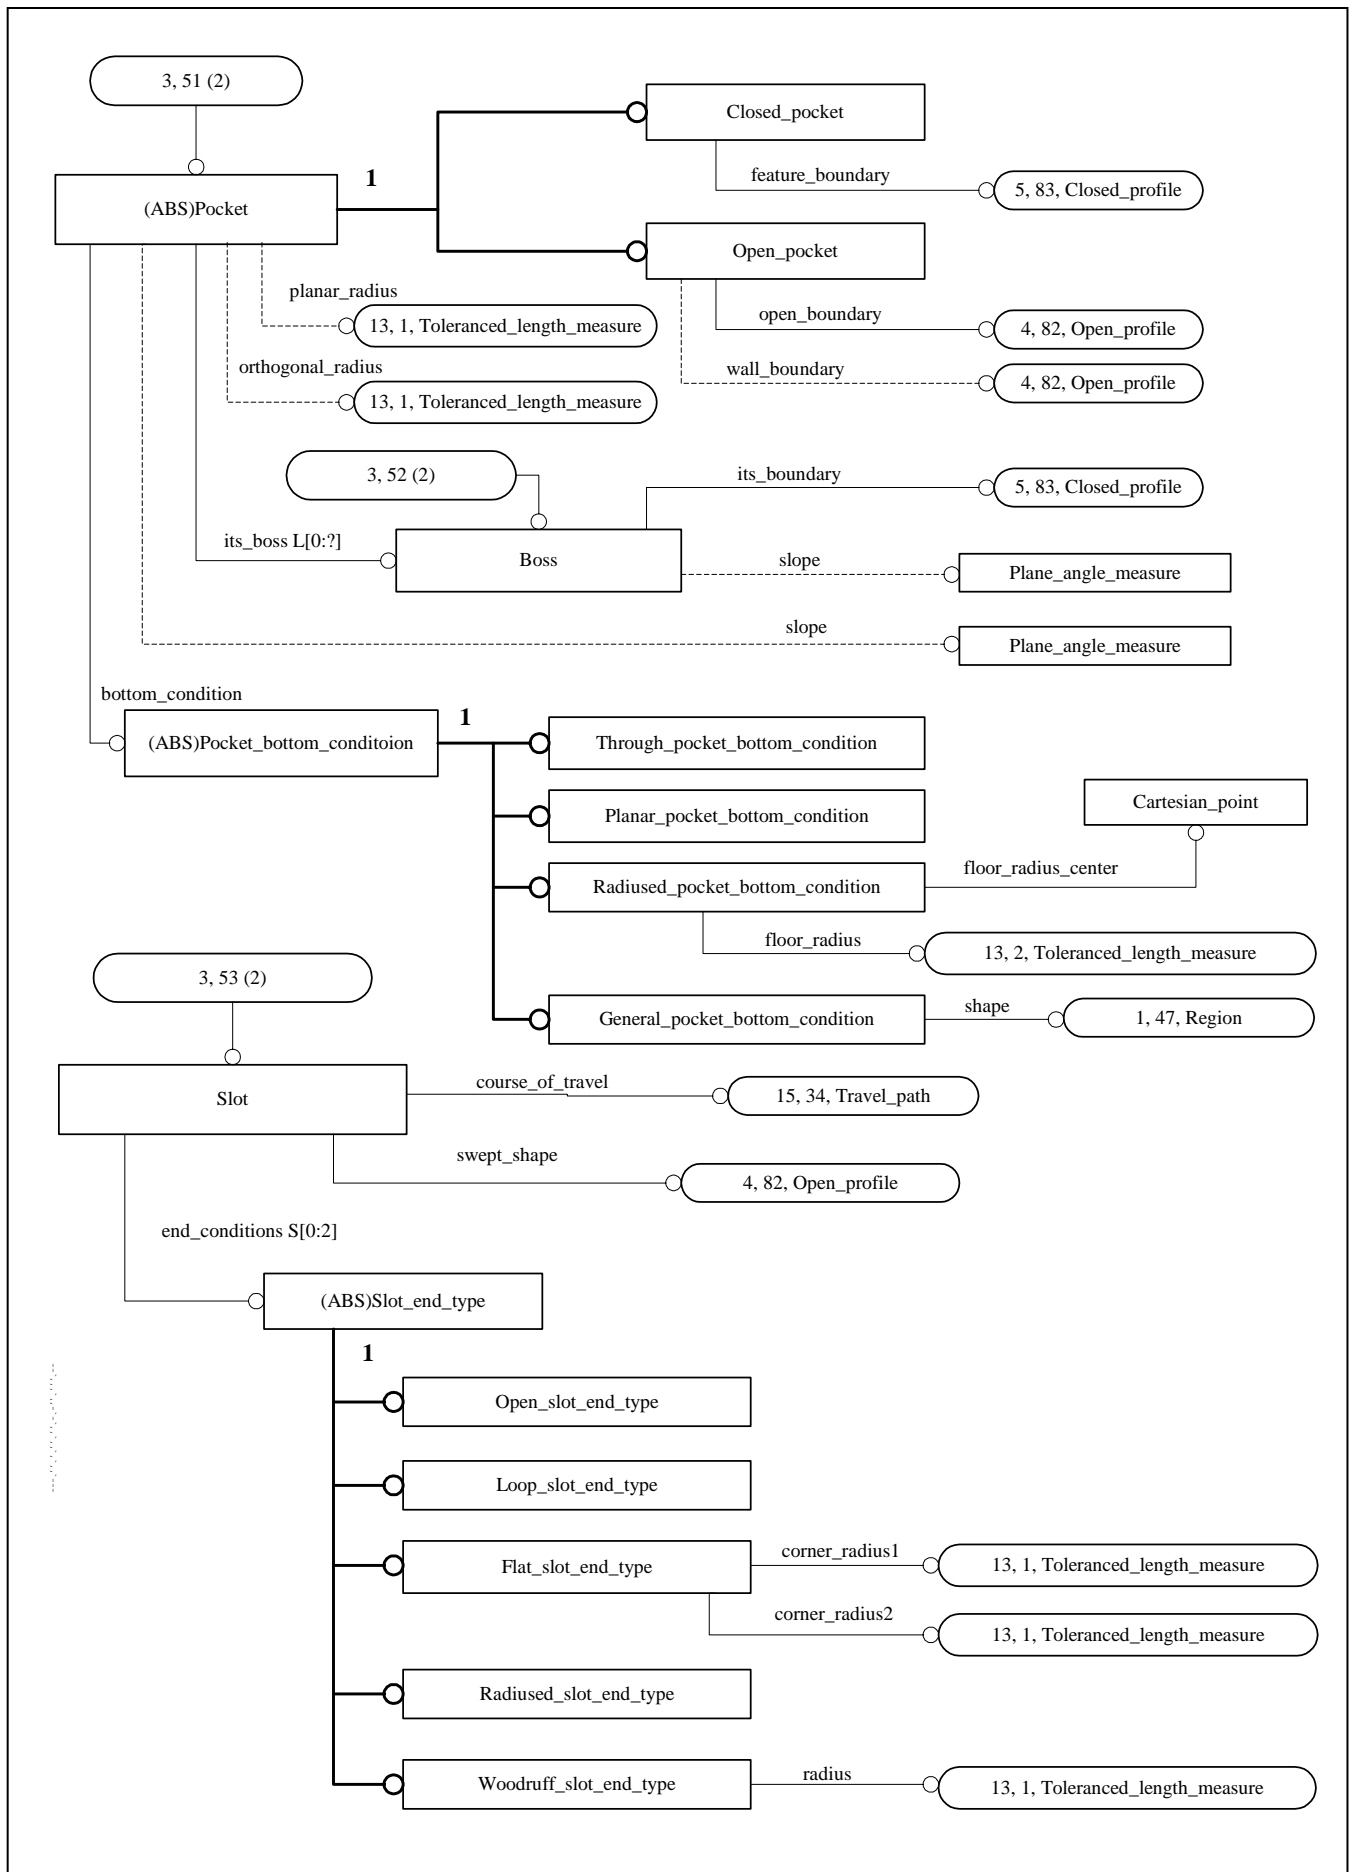 3, 51 (2)
Closed_pocket
feature_boundary
5, 83, Closed_profile
1
(ABS)Pocket
Open_pocket
planar_radius
13, 1, Toleranced_length_measure
open_boundary
4, 82, Open_profile
orthogonal_radius
13, 1, Toleranced_length_measure
wall_boundary
4, 82, Open_profile
3, 52 (2)
its_boundary
5, 83, Closed_profile
its_boss L[0:?]
Boss
slope
Plane_angle_measure
slope
Plane_angle_measure
bottom_condition
1
(ABS)Pocket_bottom_conditoion
Through_pocket_bottom_condition
Planar_pocket_bottom_condition
Cartesian_point
Radiused_pocket_bottom_condition
floor_radius_center
floor_radius
13, 2, Toleranced_length_measure
3, 53 (2)
General_pocket_bottom_condition
shape
1, 47, Region
Slot
course_of_travel
15, 34, Travel_path
swept_shape
4, 82, Open_profile
end_conditions S[0:2]
(ABS)Slot_end_type
1
Open_slot_end_type
Loop_slot_end_type
Flat_slot_end_type
corner_radius1
13, 1, Toleranced_length_measure
corner_radius2
13, 1, Toleranced_length_measure
Radiused_slot_end_type
Woodruff_slot_end_type
radius
13, 1, Toleranced_length_measure